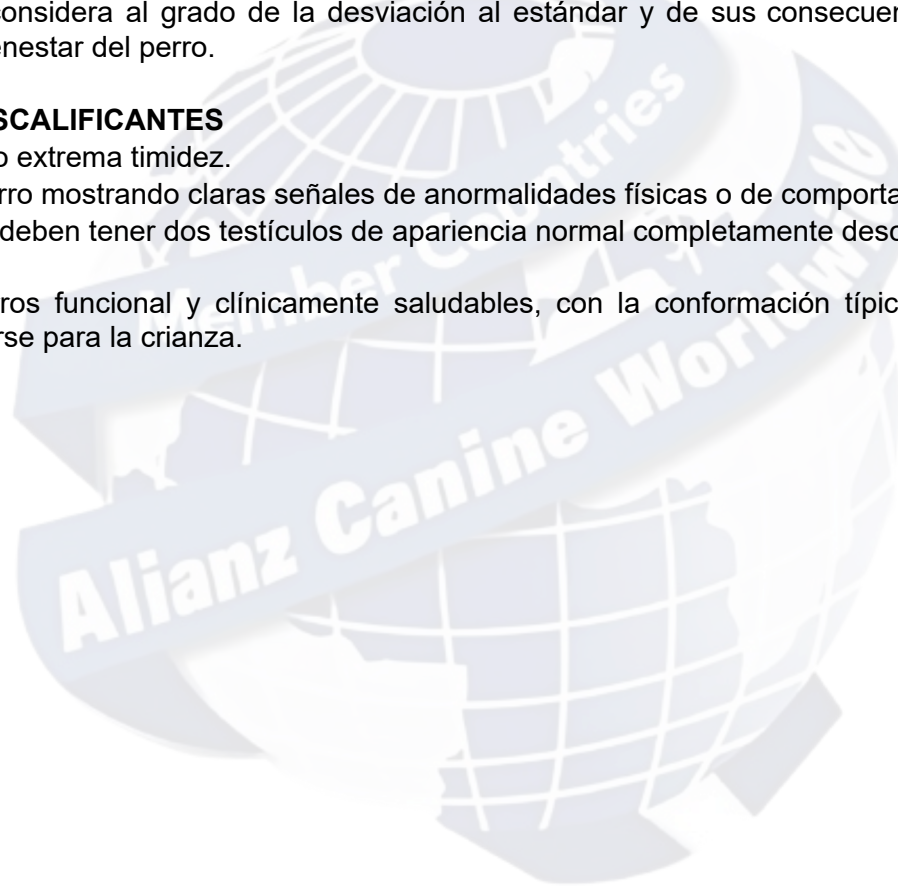 considera al grado de la desviación al estándar y de sus consecuen
enestar del perro.
SCALIFICANTES
o extrema timidez.
rro mostrando claras señales de anormalidades físicas o de comporta
deben tener dos testículos de apariencia normal completamente desc
ros funcional y clínicamente saludables, con la conformación típic
rse para la crianza.
Member Countries
Alianz Canine Worldwide